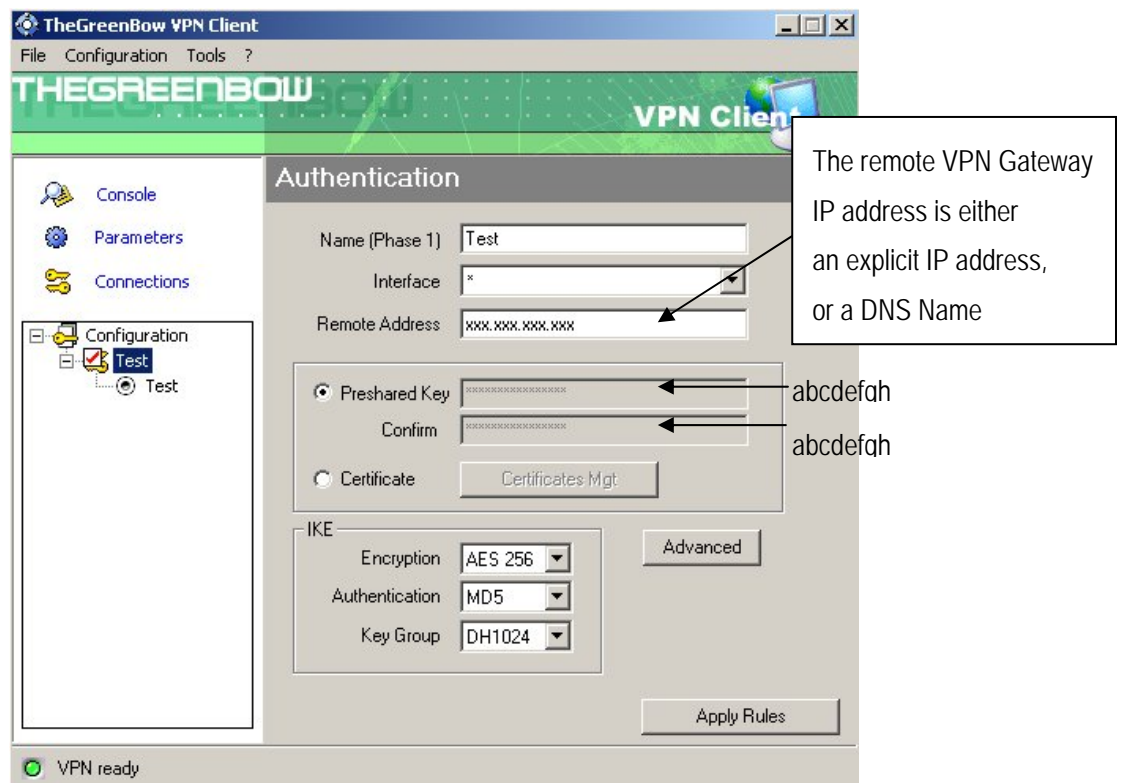 TheGreenBow VPN Client
File Configuration Tools ?
THEGREENBOW
VPN Client
Console
Parameters
Connections
Configuration
Test
Test
Authentication
Name (Phase 1) Test
Interface *
Remote Address xxx.xxx.xxx.xxx
Preshared Key ****************
Confirm ****************
Certificate Certificates Mgt
IKE
Encryption AES 256
Authentication MD5
Key Group DH1024
Advanced
Apply Rules
VPN ready
The remote VPN Gateway
IP address is either
an explicit IP address,
or a DNS Name
abcdefgh
abcdefgh